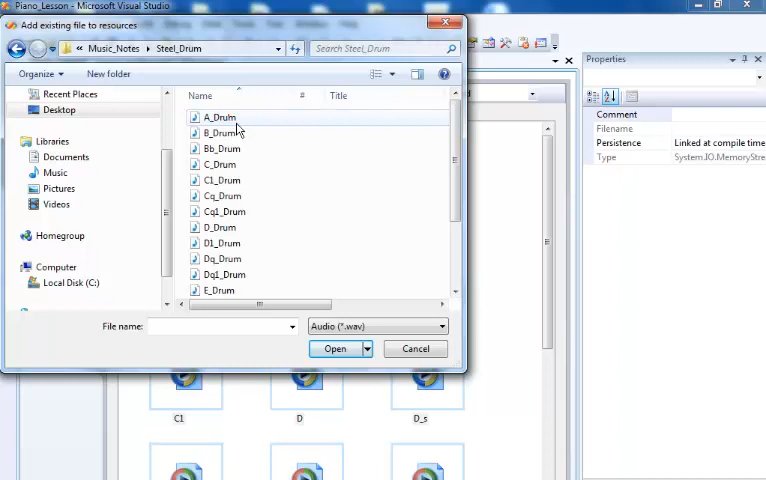 Piano_Lesson - Microsoft Visual Studio
Add existing file to resources
« Music_Notes ▸ Steel_Drum
Search Steel_Drum
Organize
New folder
Name
#
Title
Recent Places
Desktop
Libraries
Documents
Music
Pictures
Videos
Homegroup
Computer
Local Disk (C:)
A_Drum
B_Drum
Bb_Drum
C_Drum
C1_Drum
Cq_Drum
Cq1_Drum
D_Drum
D1_Drum
Dq_Drum
Dq1_Drum
E_Drum
File name:
Audio (*.wav)
Open
Cancel
Properties
Comment
Filename
Persistence Linked at compile time
Type System.IO.MemoryStre
C1
D
D_s